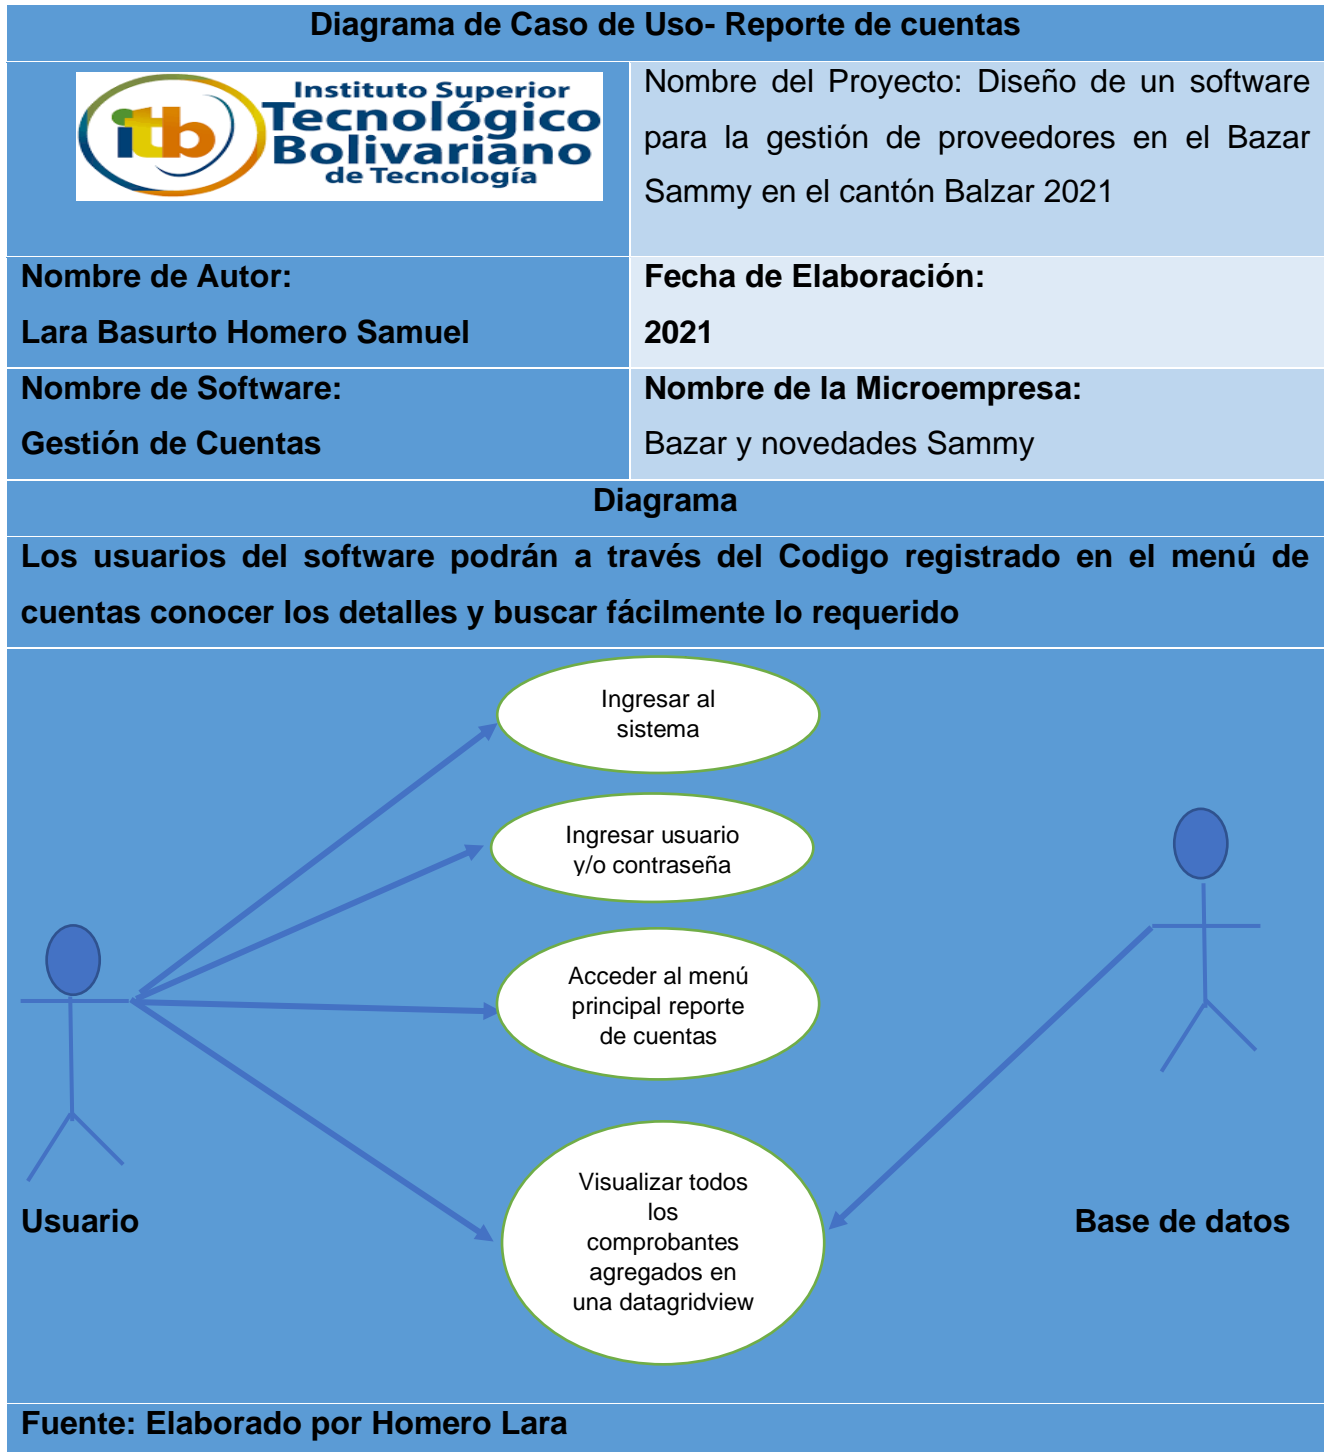 Diagrama de Caso de Uso- Reporte de cuentas
itb
Instituto Superior
Tecnológico
Bolivariano
de Tecnología
Nombre del Proyecto: Diseño de un software
para la gestión de proveedores en el Bazar
Sammy en el cantón Balzar 2021
Nombre de Autor:
Lara Basurto Homero Samuel
Fecha de Elaboración:
2021
Nombre de Software:
Gestión de Cuentas
Nombre de la Microempresa:
Bazar y novedades Sammy
Diagrama
Los usuarios del software podrán a través del Codigo registrado en el menú de
cuentas conocer los detalles y buscar fácilmente lo requerido
Ingresar al
sistema
Ingresar usuario
y/o contraseña
Acceder al menú
principal reporte
de cuentas
Visualizar todos
los
comprobantes
agregados en
una datagridview
Usuario
Base de datos
Fuente: Elaborado por Homero Lara